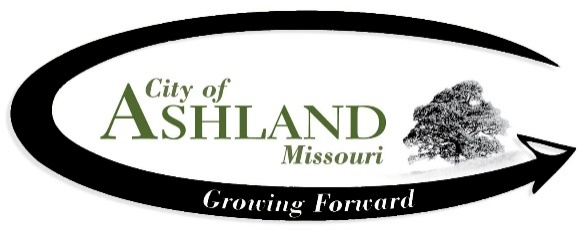 City of
ASHLAND
Missouri
Growing Forward